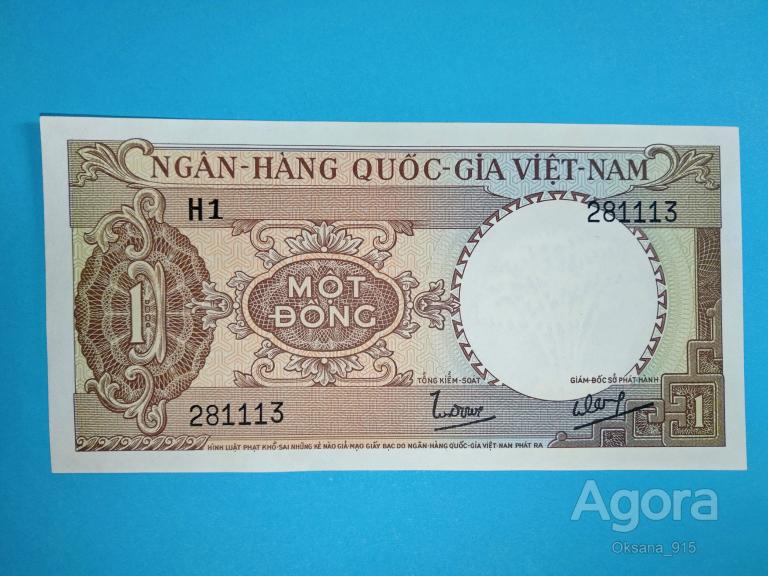 NGÂN-HÀNG QUỐC-GIA VIỆT-NAM
H1 281113
1
MỘT
ĐỒNG
TỔNG KIỂM-SOÁT GIÁM-ĐỐC SỞ PHÁT-HÀNH
281113
1
HÌNH LUẬT PHẠT KHỔ-SAI NHỮNG KẺ NÀO GIẢ-MẠO GIẤY BẠC DO NGÂN-HÀNG QUỐC-GIA VIỆT-NAM PHÁT RA
Agora
Oksana_915